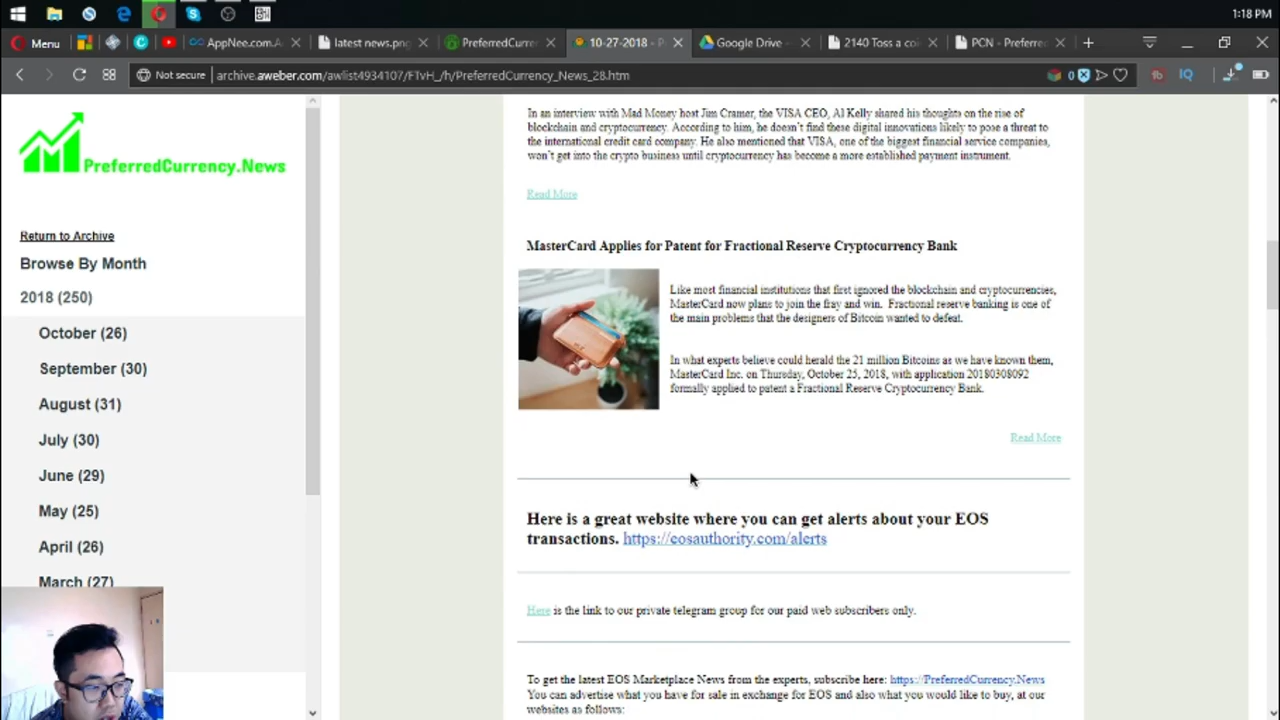 1:18 PM
Menu
AppNee.com.A
latest news.png
PreferredCurre
10-27-2018 - P
Google Drive -
2140 Toss a coi
PCN - Preferre
Not secure
archive.aweber.com/awlist4934107/FTvH_/h/PreferredCurrency_News_28.htm
0
IQ
PreferredCurrency.News
Return to Archive
Browse By Month
2018 (250)
October (26)
September (30)
August (31)
July (30)
June (29)
May (25)
April (26)
March (27)
In an interview with Mad Money host Jim Cramer, the VISA CEO, Al Kelly shared his thoughts on the rise of
blockchain and cryptocurrency. According to him, he doesn't find these digital innovations likely to pose a threat to
the international credit card company. He also mentioned that VISA, one of the biggest financial service companies,
won't get into the crypto business until cryptocurrency has become a more established payment instrument.
Read More
MasterCard Applies for Patent for Fractional Reserve Cryptocurrency Bank
Like most financial institutions that first ignored the blockchain and cryptocurrencies,
MasterCard now plans to join the fray and win. Fractional reserve banking is one of
the main problems that the designers of Bitcoin wanted to defeat.
In what experts believe could herald the 21 million Bitcoins as we have known them,
MasterCard Inc. on Thursday, October 25, 2018, with application 20180308092
formally applied to patent a Fractional Reserve Cryptocurrency Bank.
Read More
Here is a great website where you can get alerts about your EOS
transactions. https://eosauthority.com/alerts
Here is the link to our private telegram group for our paid web subscribers only.
To get the latest EOS Marketplace News from the experts, subscribe here: https://PreferredCurrency.News
You can advertise what you have for sale in exchange for EOS and also what you would like to buy, at our
websites as follows: